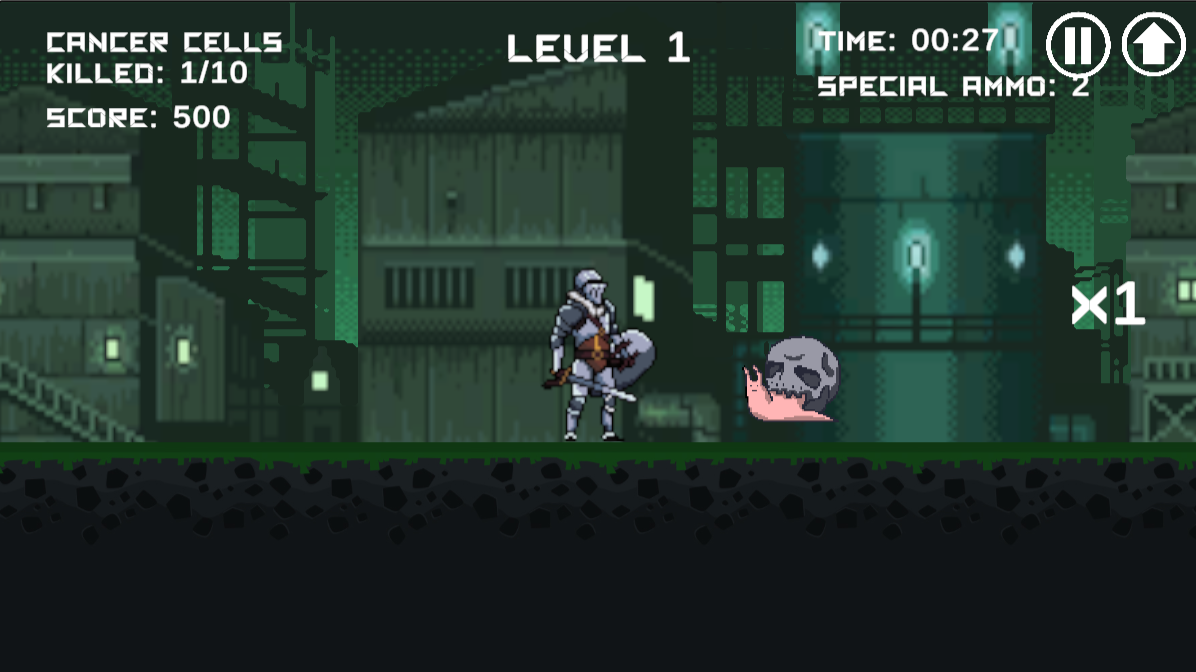 CANCER CELLS
KILLED: 1/10
SCORE: 500
LEVEL 1
TIME: 00:27
SPECIAL AMMO: 2
X1